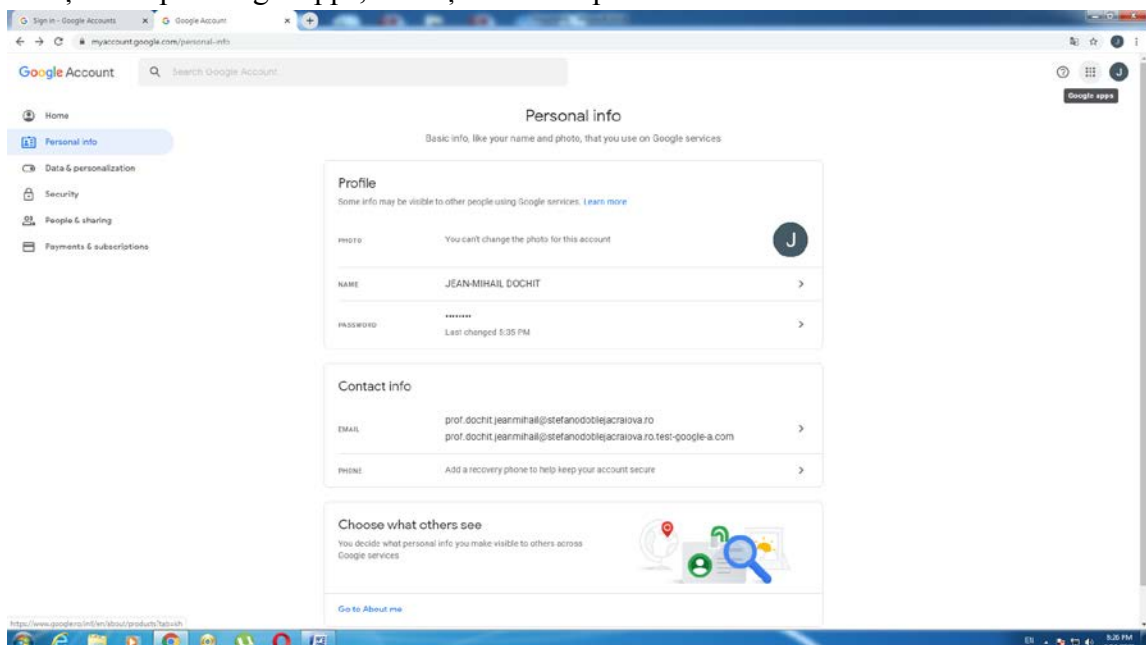 Sign in - Google Accounts
Google Account
myaccount.google.com/personal-info
Google Account
Search Google Account
Google apps
Home
Personal info
Data & personalization
Security
People & sharing
Payments & subscriptions
Personal info
Basic info, like your name and photo, that you use on Google services
Profile
Some info may be visible to other people using Google services. Learn more
PHOTO
You can't change the photo for this account
J
NAME
JEAN-MIHAIL DOCHIT
PASSWORD
••••••••
Last changed 5:35 PM
Contact info
EMAIL
prof.dochit.jeanmihail@stefanodoblejacraiova.ro
prof.dochit.jeanmihail@stefanodoblejacraiova.ro.test-google-a.com
PHONE
Add a recovery phone to help keep your account secure
Choose what others see
You decide what personal info you make visible to others across
Google services
Go to About me
EN
5:36 PM